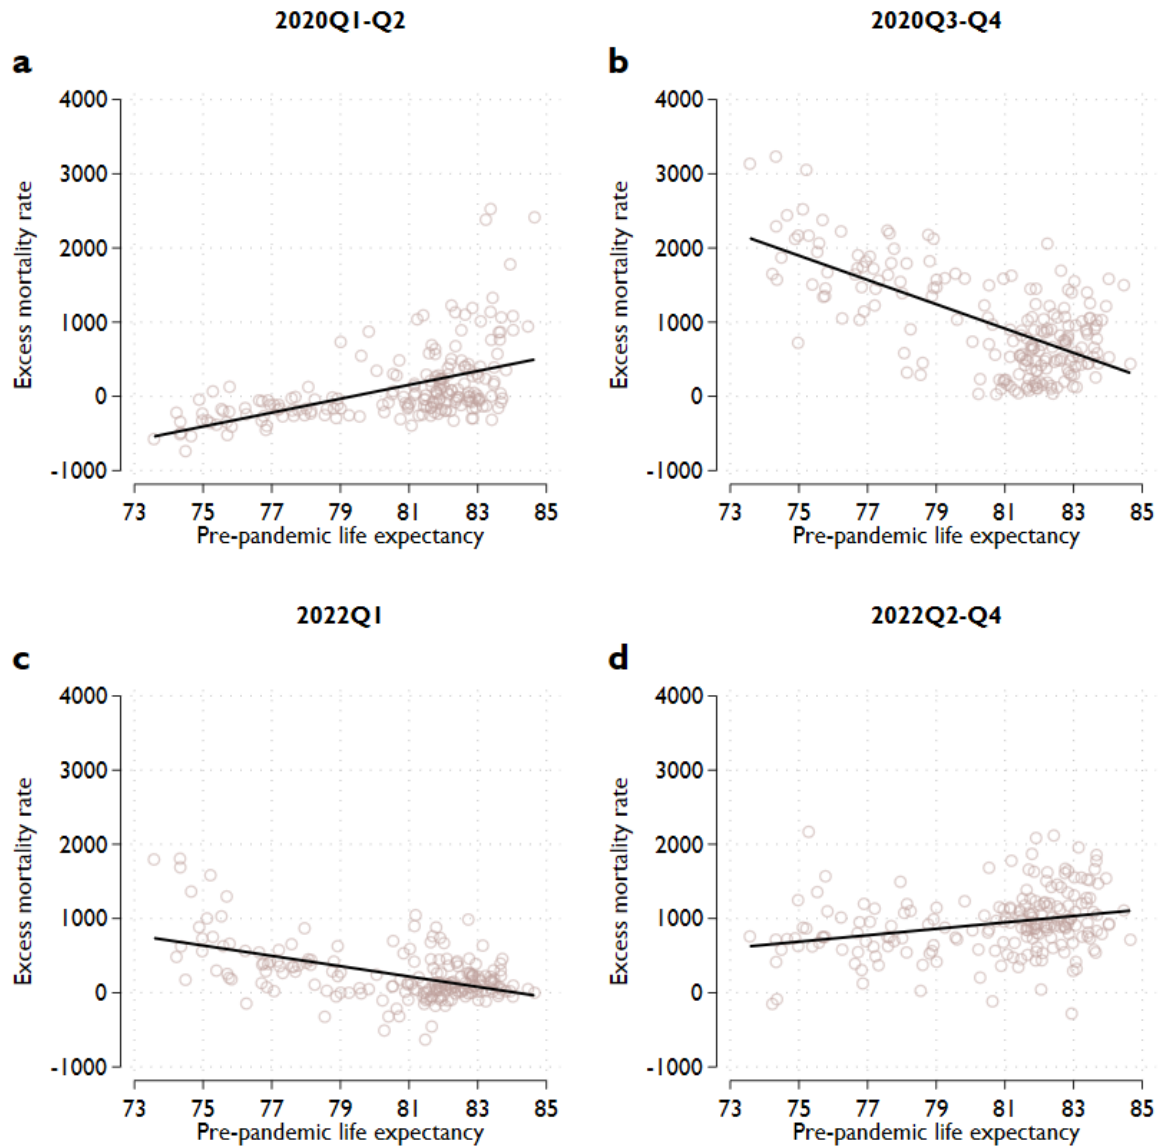 2020Q1-Q2
2020Q3-Q4
a
b
4000
3000
2000
1000
0
-1000
Excess mortality rate
73 75 77 79 81 83 85
Pre-pandemic life expectancy
4000
3000
2000
1000
0
-1000
Excess mortality rate
73 75 77 79 81 83 85
Pre-pandemic life expectancy
2022Q1
2022Q2-Q4
c
d
4000
3000
2000
1000
0
-1000
Excess mortality rate
73 75 77 79 81 83 85
Pre-pandemic life expectancy
4000
3000
2000
1000
0
-1000
Excess mortality rate
73 75 77 79 81 83 85
Pre-pandemic life expectancy